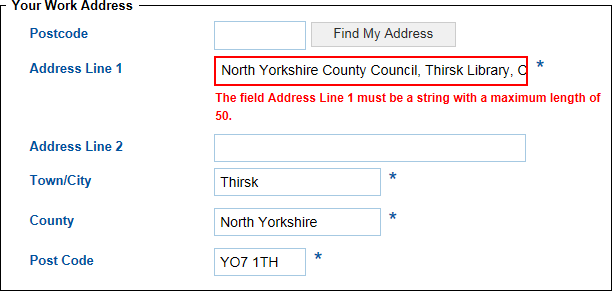 Your Work Address
Postcode Find My Address
Address Line 1 North Yorkshire County Council, Thirsk Library, C *
The field Address Line 1 must be a string with a maximum length of
50.
Address Line 2
Town/City Thirsk *
County North Yorkshire *
Post Code YO7 1TH *